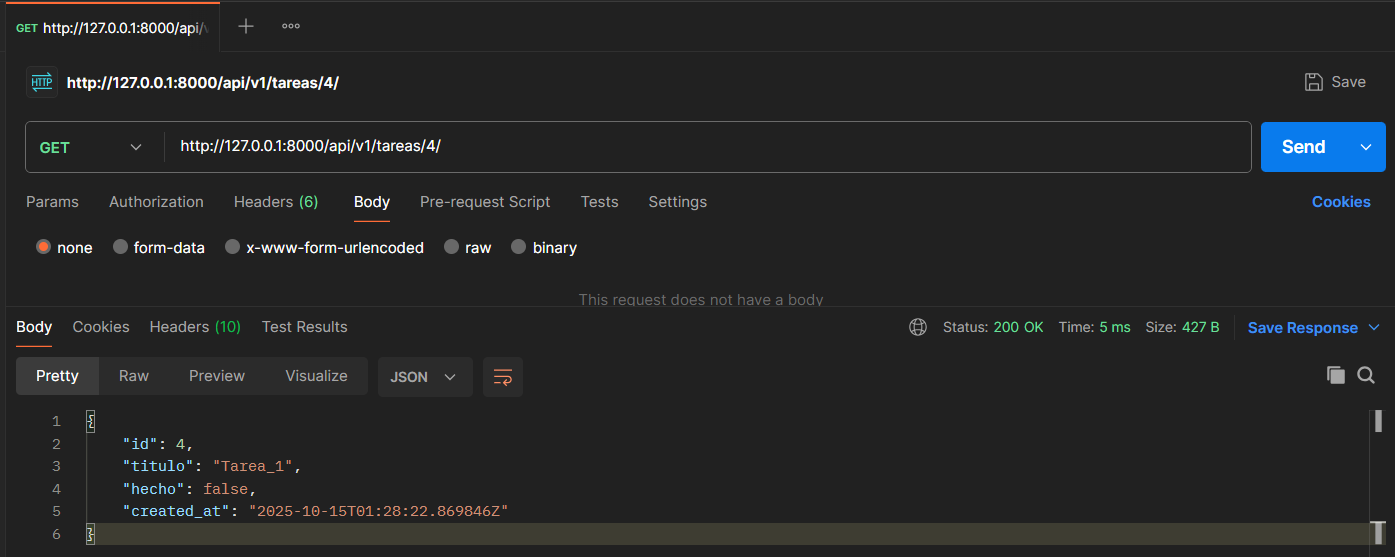 GET http://127.0.0.1:8000/api/v
HTTP http://127.0.0.1:8000/api/v1/tareas/4/ Save
GET http://127.0.0.1:8000/api/v1/tareas/4/ Send
Params Authorization Headers (6) Body Pre-request Script Tests Settings Cookies
none form-data x-www-form-urlencoded raw binary
This request does not have a body
Body Cookies Headers (10) Test Results Status: 200 OK Time: 5 ms Size: 427 B Save Response
Pretty Raw Preview Visualize JSON
1 {
2 "id": 4,
3 "titulo": "Tarea_1",
4 "hecho": false,
5 "created_at": "2025-10-15T01:28:22.869846Z"
6 }